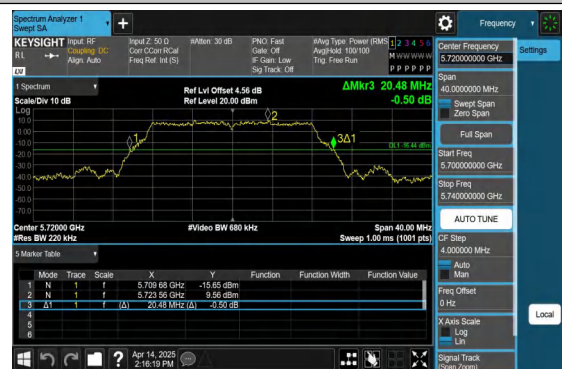 Spectrum Analyzer 1
Swept SA
Frequency
KEYSIGHT
RL
LXI
Input: RF
Coupling: DC
Align: Auto
Input Z: 50 Ω
Corr CCorr RCal
Freq Ref: Int (S)
#Atten: 30 dB
PNO: Fast
Gate: Off
IF Gain: Low
Sig Track: Off
#Avg Type: Power (RMS
Avg|Hold: 100/100
Trig: Free Run
1 2 3 4 5 6
M W W W W W
P P P P P P
1 Spectrum
Scale/Div 10 dB
Ref Lvl Offset 4.56 dB
Ref Level 20.00 dBm
ΔMkr3 20.48 MHz
-0.50 dB
Log
10.0
0.00
-10.0
-20.0
-30.0
-40.0
-50.0
-60.0
-70.0
1
2
3Δ1
DL1 -16.44 dBm
Center 5.72000 GHz
#Res BW 220 kHz
#Video BW 680 kHz
Span 40.00 MHz
Sweep 1.00 ms (1001 pts)
5 Marker Table
Mode Trace Scale X Y Function Function Width Function Value
1 N 1 f 5.709 68 GHz -15.65 dBm
2 N 1 f 5.723 56 GHz 9.56 dBm
3 Δ1 1 f (Δ) 20.48 MHz (Δ) -0.50 dB
4
5
6
Apr 14, 2025
2:16:19 PM
Center Frequency
5.72000000 GHz
Settings
Span
40.0000000 MHz
Swept Span
Zero Span
Full Span
Start Freq
5.700000000 GHz
Stop Freq
5.740000000 GHz
AUTO TUNE
CF Step
4.000000 MHz
Auto
Man
Freq Offset
0 Hz
X Axis Scale
Log
Lin
Local
Signal Track
(Span Zoom)